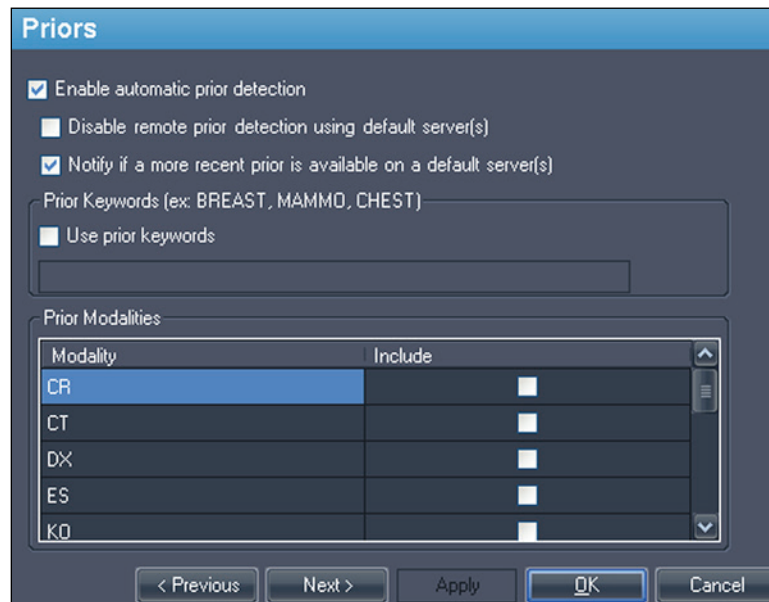 Priors
Enable automatic prior detection
Disable remote prior detection using default server(s)
Notify if a more recent prior is available on a default server(s)
Prior Keywords (ex: BREAST, MAMMO, CHEST)
Use prior keywords
Prior Modalities
Modality Include
CR
CT
DX
ES
KO
< Previous Next > Apply OK Cancel